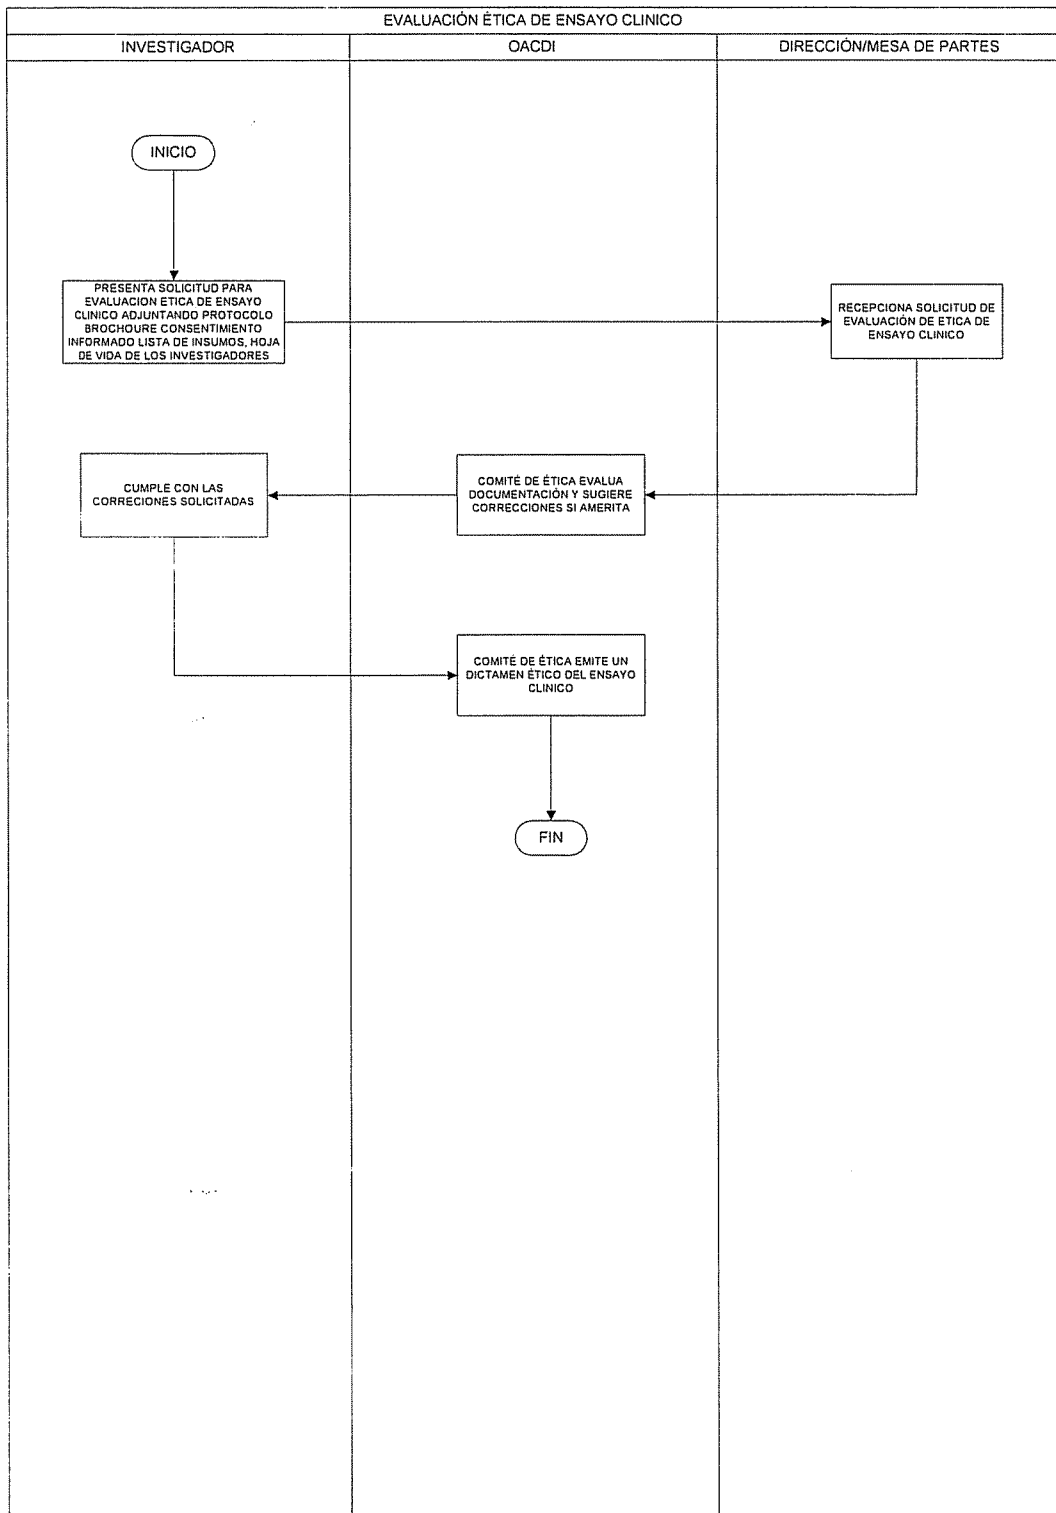 EVALUACIÓN ÉTICA DE ENSAYO CLINICO
INVESTIGADOR
OACDI
DIRECCIÓN/MESA DE PARTES
INICIO
PRESENTA SOLICITUD PARA
EVALUACION ETICA DE ENSAYO
CLINICO ADJUNTANDO PROTOCOLO
BROCHOURE CONSENTIMIENTO
INFORMADO LISTA DE INSUMOS, HOJA
DE VIDA DE LOS INVESTIGADORES
RECEPCIONA SOLICITUD DE
EVALUACIÓN DE ETICA DE
ENSAYO CLINICO
CUMPLE CON LAS
CORRECIONES SOLICITADAS
COMITÉ DE ÉTICA EVALUA
DOCUMENTACIÓN Y SUGIERE
CORRECCIONES SI AMERITA
COMITÉ DE ÉTICA EMITE UN
DICTAMEN ÉTICO DEL ENSAYO
CLINICO
FIN